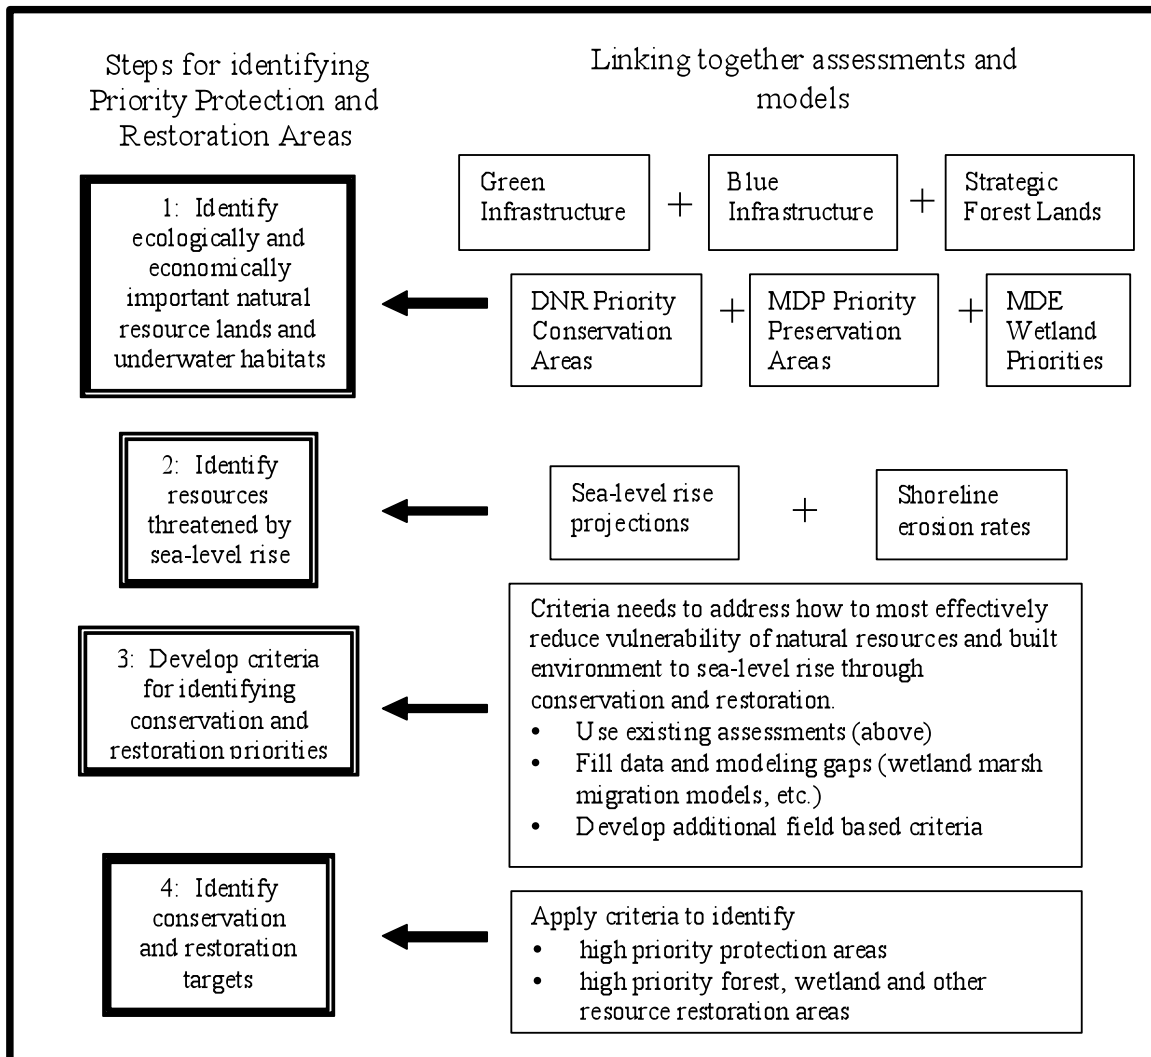 Steps for identifying
Priority Protection and
Restoration Areas
Linking together assessments and
models
1: Identify
ecologically and
economically
important natural
resource lands and
underwater habitats
Green
Infrastructure
+
Blue
Infrastructure
+
Strategic
Forest Lands
DNR Priority
Conservation
Areas
+
MDP Priority
Preservation
Areas
+
MDE
Wetland
Priorities
2: Identify
resources
threatened by
sea-level rise
Sea-level rise
projections
+
Shoreline
erosion rates
3: Develop criteria
for identifying
conservation and
restoration priorities
Criteria needs to address how to most effectively
reduce vulnerability of natural resources and built
environment to sea-level rise through
conservation and restoration.
• Use existing assessments (above)
• Fill data and modeling gaps (wetland marsh
migration models, etc.)
• Develop additional field based criteria
4: Identify
conservation
and restoration
targets
Apply criteria to identify
• high priority protection areas
• high priority forest, wetland and other
resource restoration areas